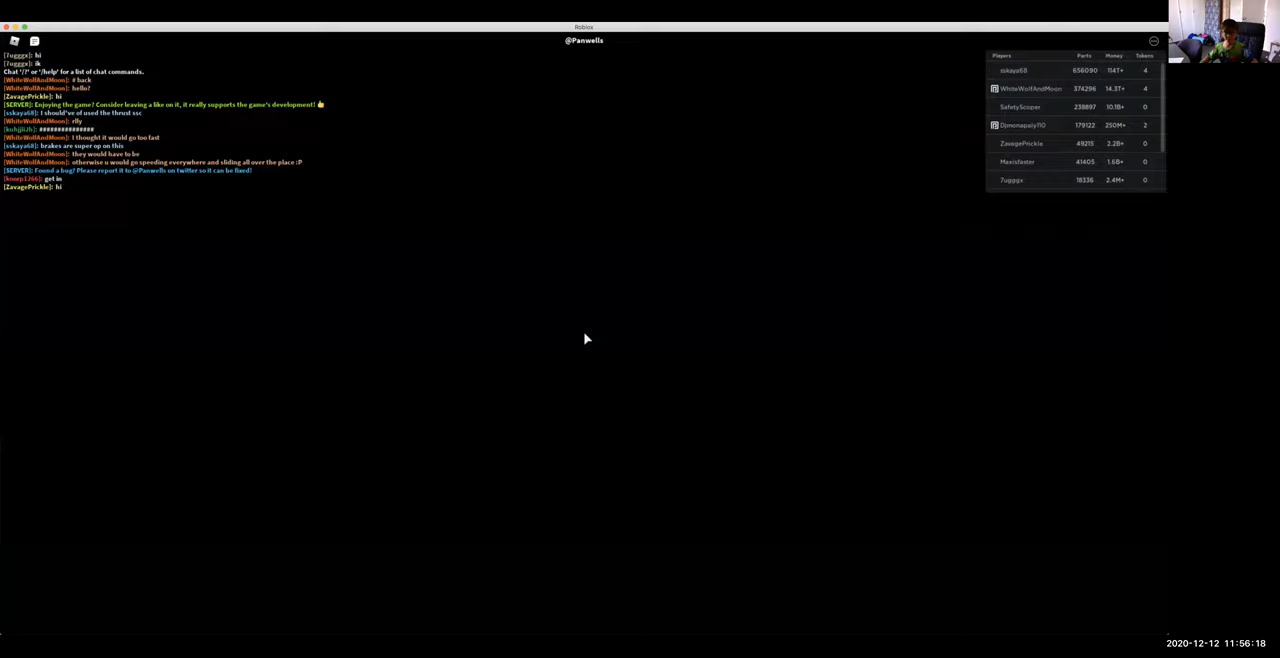 Roblox
@Panwells
[7ugggx]: hi
[7ugggx]: ik
Chat '/?' or '/help' for a list of chat commands.
[WhiteWolfAndMoon]: # back
[WhiteWolfAndMoon]: hello?
[ZavagePrickle]: hi
[SERVER]: Enjoying the game? Consider leaving a like on it, it really supports the game's development! 👍
[sskaya68]: I should've of used the thrust ssc
[WhiteWolfAndMoon]: rlly
[kuhjjiiJh]: ###############
[WhiteWolfAndMoon]: I thought it would go too fast
[sskaya68]: brakes are super op on this
[WhiteWolfAndMoon]: they would have to be
[WhiteWolfAndMoon]: otherwise u would go speeding everywhere and sliding all over the place :P
[SERVER]: Found a bug? Please report it to @Panwells on twitter so it can be fixed!
[koorp1266]: get in
[ZavagePrickle]: hi
Players Parts Money Tokens
sskaya68 656090 114T+ 4
WhiteWolfAndMoon 374296 14.3T+ 4
SafetyScoper 238897 10.1B+ 0
Dpmonapaiy110 179122 250M+ 2
ZavagePrickle 49215 2.2B+ 0
Maxisfaster 41405 1.6B+ 0
7ugggx 18336 2.4M+ 0
2020-12-12 11:56:18